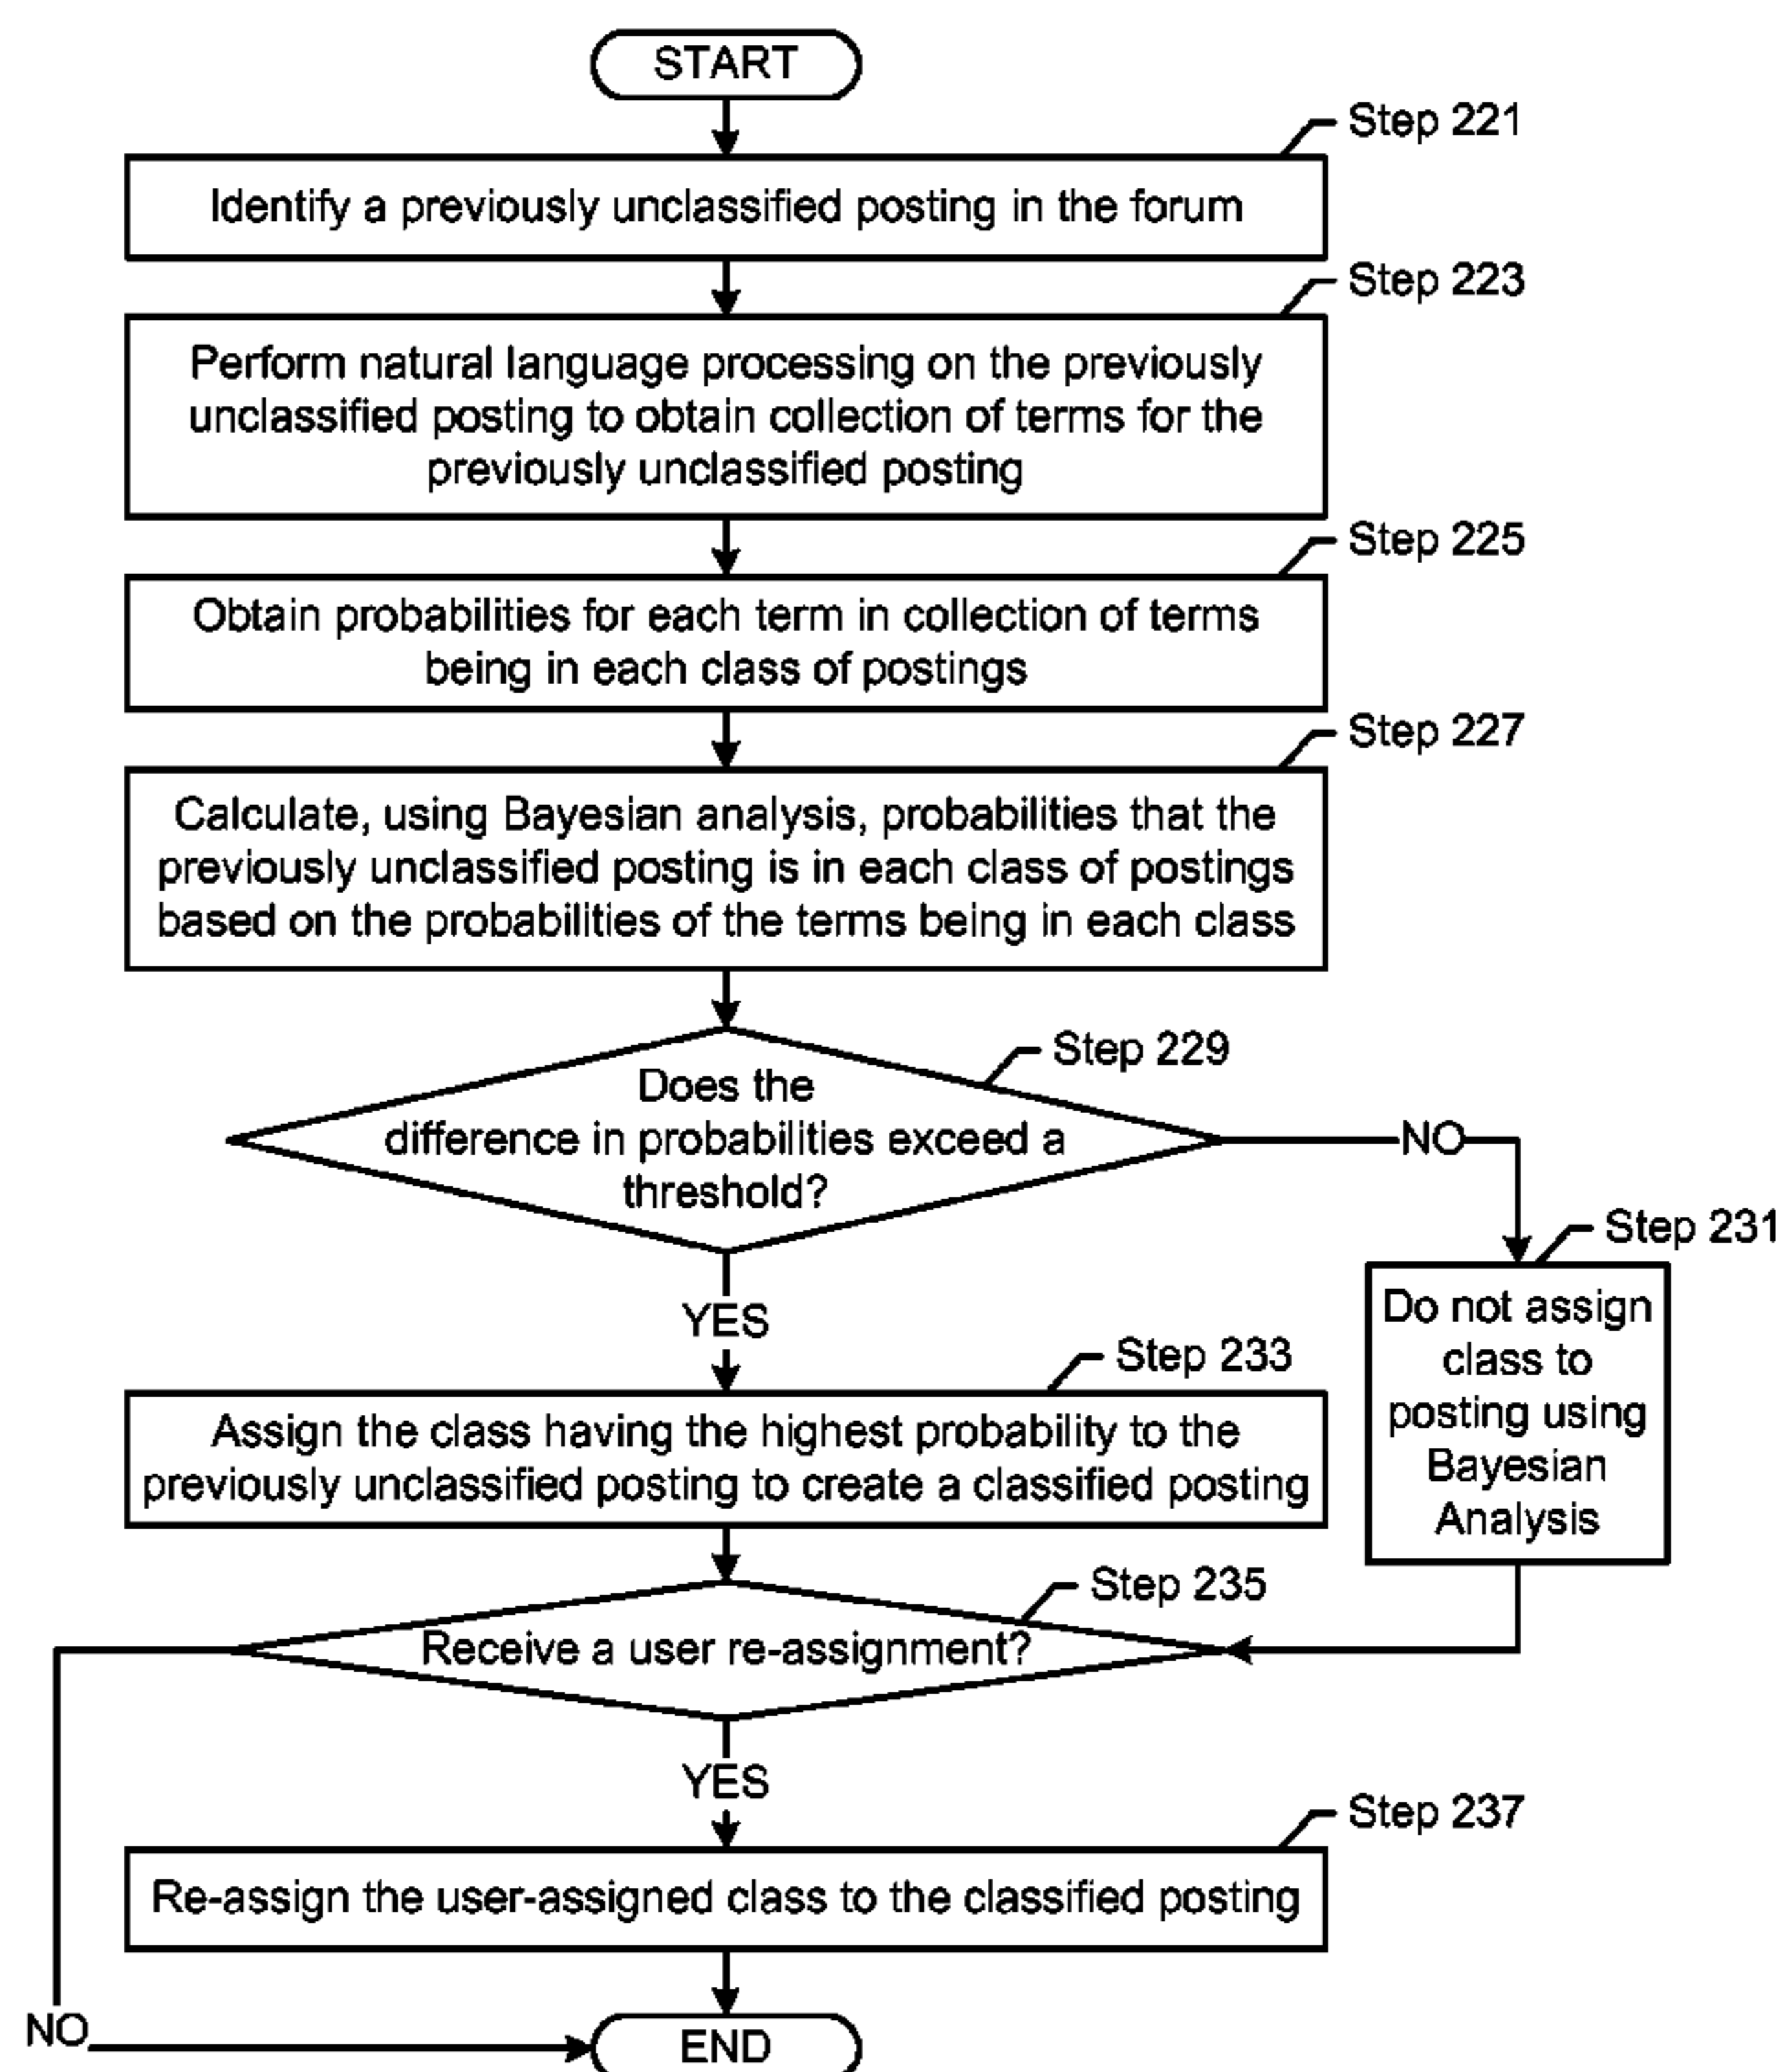 START
Step 221
Identify a previously unclassified posting in the forum
Step 223
Perform natural language processing on the previously
unclassified posting to obtain collection of terms for the
previously unclassified posting
Step 225
Obtain probabilities for each term in collection of terms
being in each class of postings
Step 227
Calculate, using Bayesian analysis, probabilities that the
previously unclassified posting is in each class of postings
based on the probabilities of the terms being in each class
Step 229
Does the
difference in probabilities exceed a
threshold?
NO
Step 231
Do not assign
class to
posting using
Bayesian
Analysis
YES
Step 233
Assign the class having the highest probability to the
previously unclassified posting to create a classified posting
Step 235
Receive a user re-assignment?
YES
Step 237
Re-assign the user-assigned class to the classified posting
NO
END